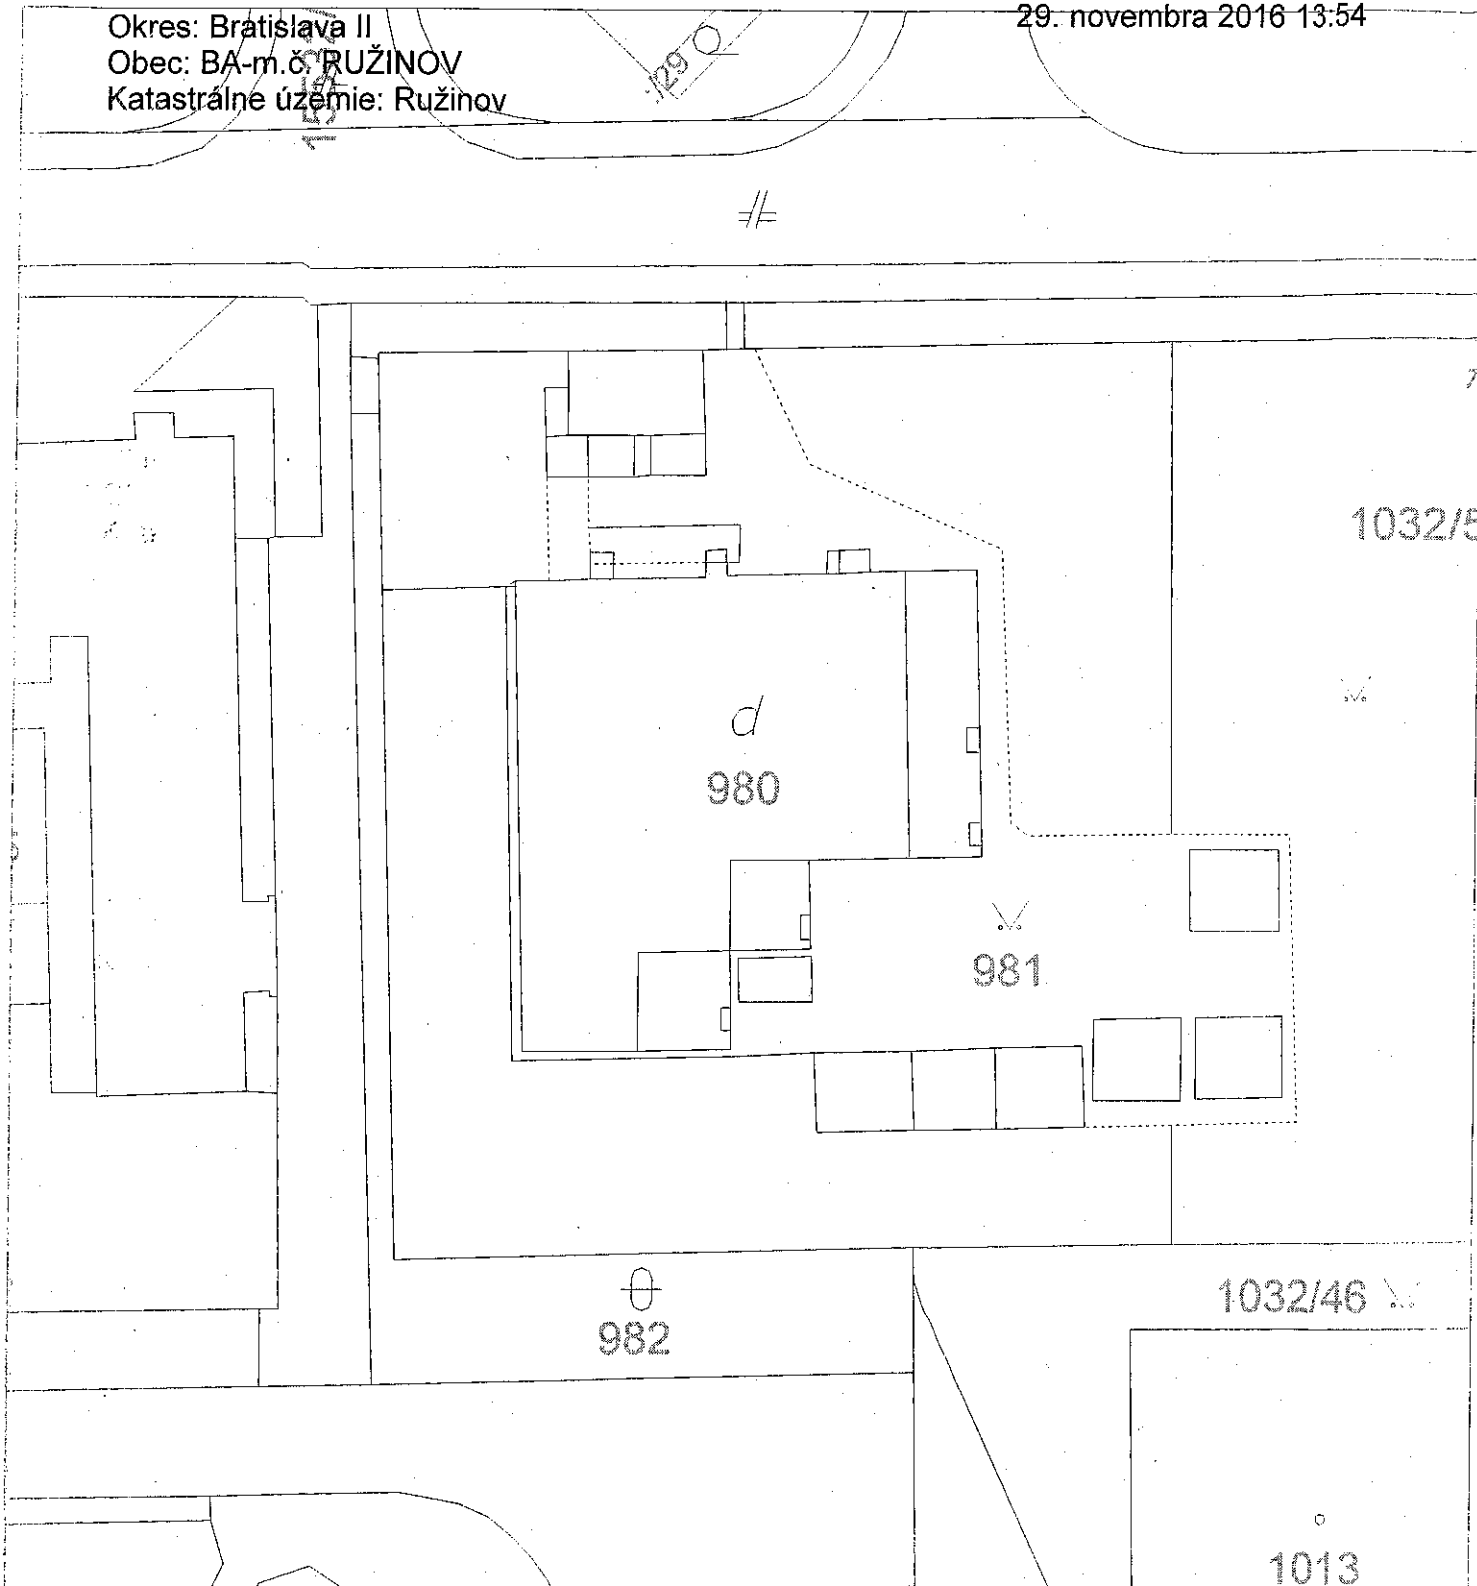 Okres: Bratislava II
29. novembra 2016 13:54
Obec: BA-m.č. RUŽINOV
Katastrálne územie: Ružinov
d
980
981
982
1032/46
1013